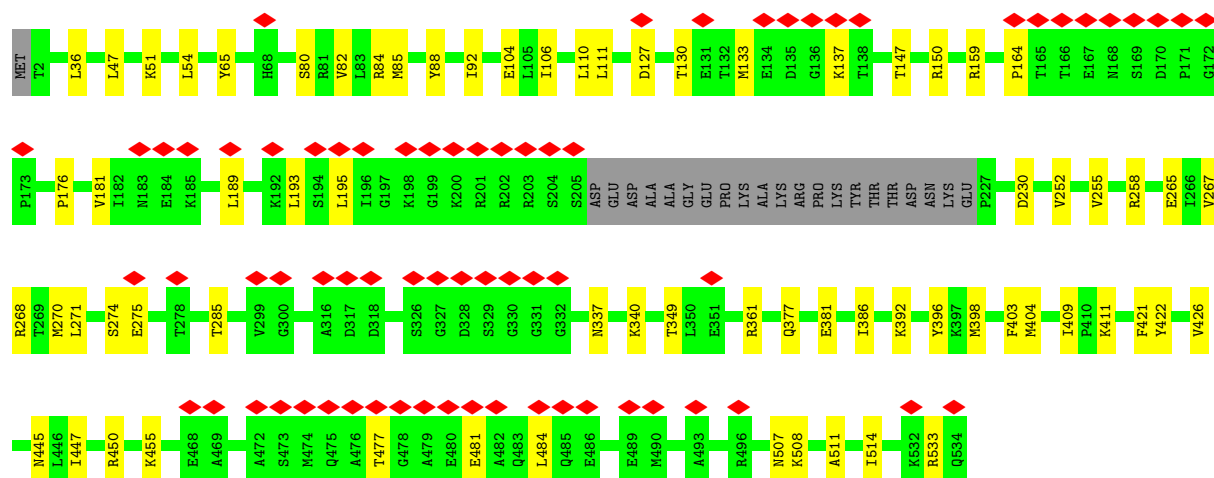 MET T2 L36 L47 K51 L54 Y65 H68 S80 R81 V82 L83 R84 M85 Y88 I92 E104 L105 I106 L110 L111 D127 T130 E131 T132 M133 E134 D135 G136 K137 T138 T147 R150 R159 P164 T165 T166 E167 N168 S169 D170 P171 G172
P173 P176 V181 I182 N183 E184 K185 L189 K192 L193 S194 L195 I196 G197 K198 G199 K200 R201 R202 R203 S204 S205 ASP GLU ASP ALA ALA GLY GLU PRO LYS ALA LYS ARG PRO LYS TYR THR THR ASP ASN LYS GLU P227 D230 V252 V255 R258 E265 I266 V267
R268 T269 M270 L271 S274 E275 T278 T285 V299 G300 A316 D317 D318 S326 G327 D328 S329 G330 G331 G332 N337 K340 T349 L350 E351 R361 Q377 E381 I386 K392 Y396 K397 M398 F403 M404 I409 P410 K411 F421 Y422 V426
N445 L446 I447 R450 K455 E468 A469 A472 S473 M474 Q475 A476 T477 G478 A479 E480 E481 A482 Q483 L484 Q485 E486 E489 M490 A493 R496 N507 K508 A511 I514 K532 R533 Q534